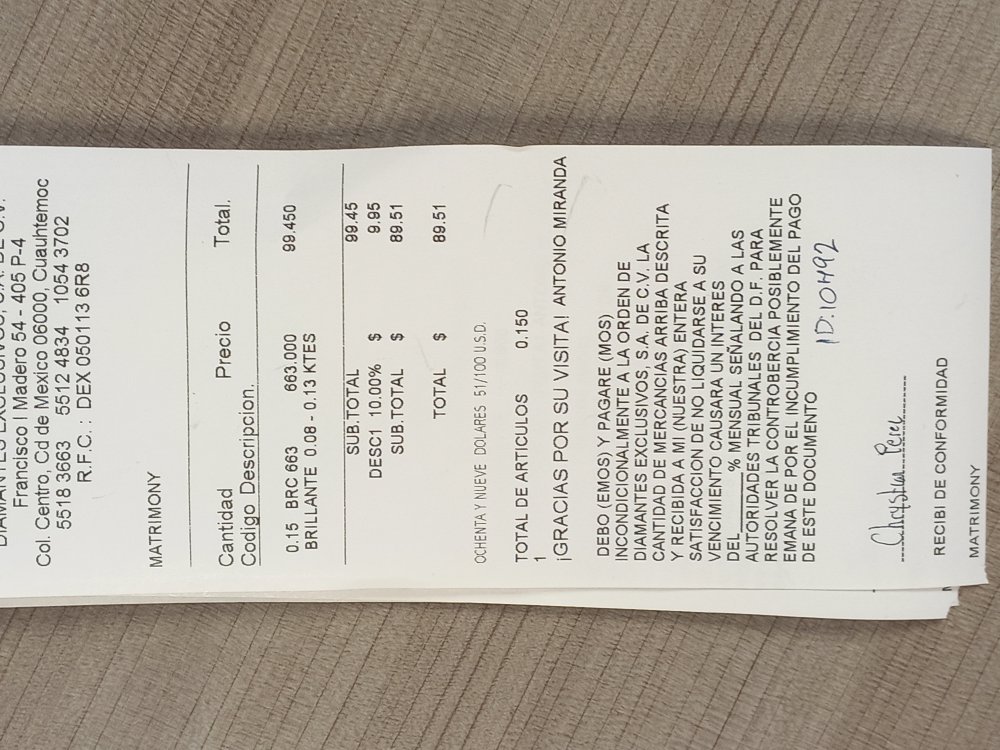 DIAMANTES EXCLUSIVOS, S.A. DE C.V.
Francisco I Madero 54 - 405 P-4
Col. Centro, Cd de Mexico 06000, Cuauhtemoc
5518 3663 5512 4834 1054 3702
R.F.C. : DEX 050113 6R8
MATRIMONY
Cantidad Precio Total.
Codigo Descripcion.
0.15 BRC 663 663.000 99.450
BRILLANTE 0.08 - 0.13 KTES
SUB.TOTAL 99.45
DESC1 10.00% $ 9.95
SUB.TOTAL $ 89.51
TOTAL $ 89.51
OCHENTA Y NUEVE DOLARES 51/100 U.S.D.
TOTAL DE ARTICULOS 0.150
1
¡GRACIAS POR SU VISITA! ANTONIO MIRANDA
DEBO (EMOS) Y PAGARE (MOS)
INCONDICIONALMENTE A LA ORDEN DE
DIAMANTES EXCLUSIVOS, S.A. DE C.V. LA
CANTIDAD DE MERCANCIAS ARRIBA DESCRITA
Y RECIBIDA A MI (NUESTRA) ENTERA
SATISFACCION DE NO LIQUIDARSE A SU
VENCIMIENTO CAUSARA UN INTERES
DEL______% MENSUAL SEÑALANDO A LAS
AUTORIDADES TRIBUNALES DEL D.F. PARA
RESOLVER LA CONTROBERCIA POSIBLEMENTE
EMANA DE POR EL INCUMPLIMIENTO DEL PAGO
DE ESTE DOCUMENTO
ID:10492
RECIBI DE CONFORMIDAD
MATRIMONY